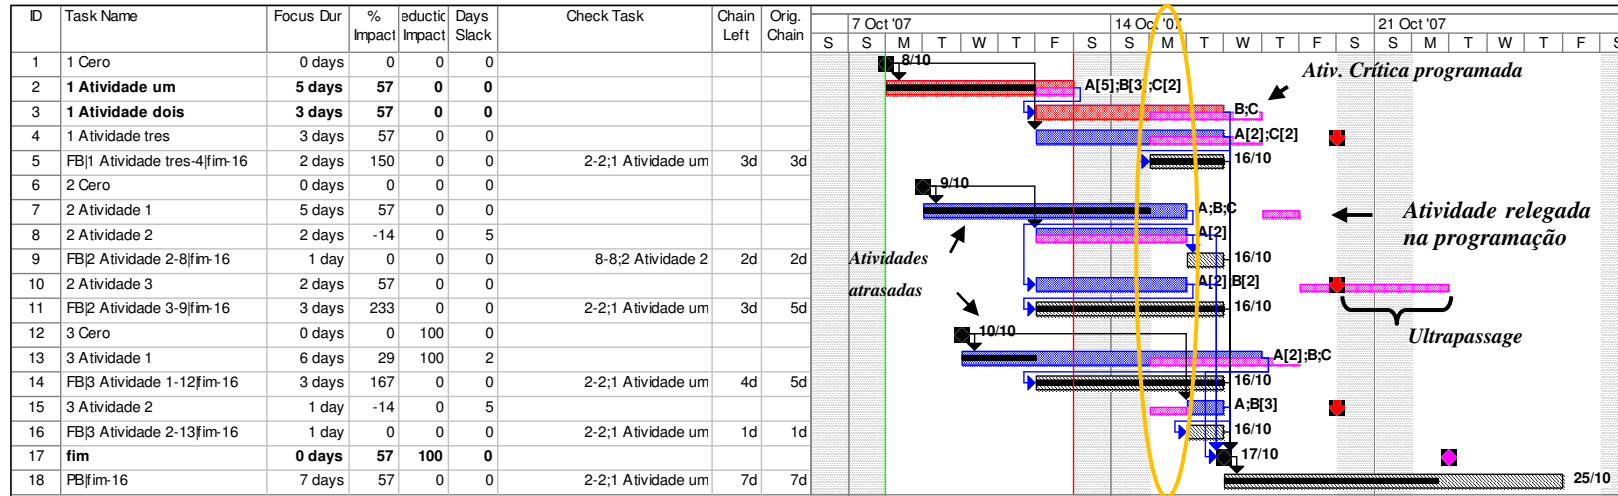 ID Task Name Focus Dur % Impact eductic Impact Days Slack Check Task Chain Left Orig. Chain
7 Oct '07 14 Oct '07 21 Oct '07
S S M T W T F S S M T W T F S S M T W T F S
1 1 Cero 0 days 0 0 0 8/10
2 1 Atividade um 5 days 57 0 0 A[5];B[3];C[2]
3 1 Atividade dois 3 days 57 0 0 B;C
4 1 Atividade tres 3 days 57 0 0 A[2];C[2]
5 FB|1 Atividade tres-4|fim-16 2 days 150 0 0 2-2;1 Atividade um 3d 3d 16/10
6 2 Cero 0 days 0 0 0 9/10
7 2 Atividade 1 5 days 57 0 0 A;B;C
8 2 Atividade 2 2 days -14 0 5 A[2]
9 FB|2 Atividade 2-8|fim-16 1 day 0 0 0 8-8;2 Atividade 2 2d 2d 16/10
10 2 Atividade 3 2 days 57 0 0 A[2];B[2]
11 FB|2 Atividade 3-9|fim-16 3 days 233 0 0 2-2;1 Atividade um 3d 5d 16/10
12 3 Cero 0 days 0 100 0 10/10
13 3 Atividade 1 6 days 29 100 2 A[2];B;C
14 FB|3 Atividade 1-12|fim-16 3 days 167 0 0 2-2;1 Atividade um 4d 5d 16/10
15 3 Atividade 2 1 day -14 0 5 A;B[3]
16 FB|3 Atividade 2-13|fim-16 1 day 0 0 0 2-2;1 Atividade um 1d 1d 16/10
17 fim 0 days 57 100 0 17/10
18 PB|fim-16 7 days 57 0 0 2-2;1 Atividade um 7d 7d 25/10
Ativ. Crítica programada
Atividade relegada
na programação
Atividades
atrasadas
Ultrapassage